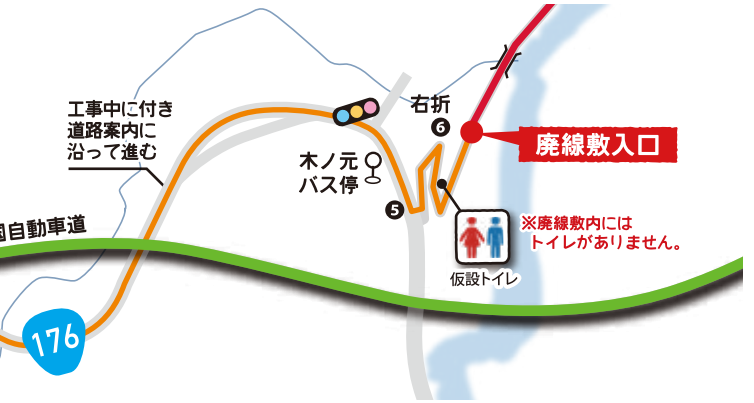 工事中に付き
道路案内に
沿って進む
右折
6
廃線敷入口
木ノ元
バス停
5
※廃線敷内には
トイレがありません。
国自動車道
仮設トイレ
176